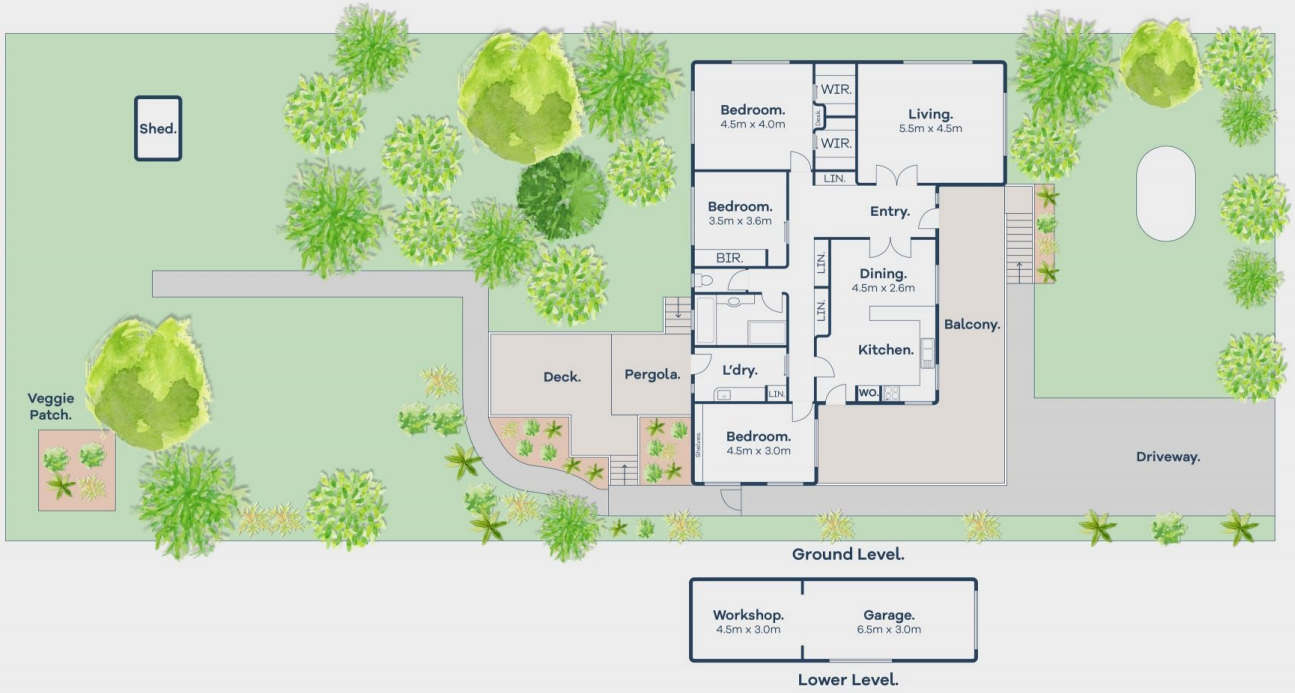 Shed.
Bedroom.
4.5m x 4.0m
WIR.
Desk
WIR.
LIN.
Living.
5.5m x 4.5m
Bedroom.
3.5m x 3.6m
BIR.
Entry.
LIN.
LIN.
Dining.
4.5m x 2.6m
Kitchen.
WO.
Balcony.
Deck.
Pergola.
L'dry.
LIN.
Shelves
Bedroom.
4.5m x 3.0m
Veggie
Patch.
Driveway.
Ground Level.
Workshop.
4.5m x 3.0m
Garage.
6.5m x 3.0m
Lower Level.